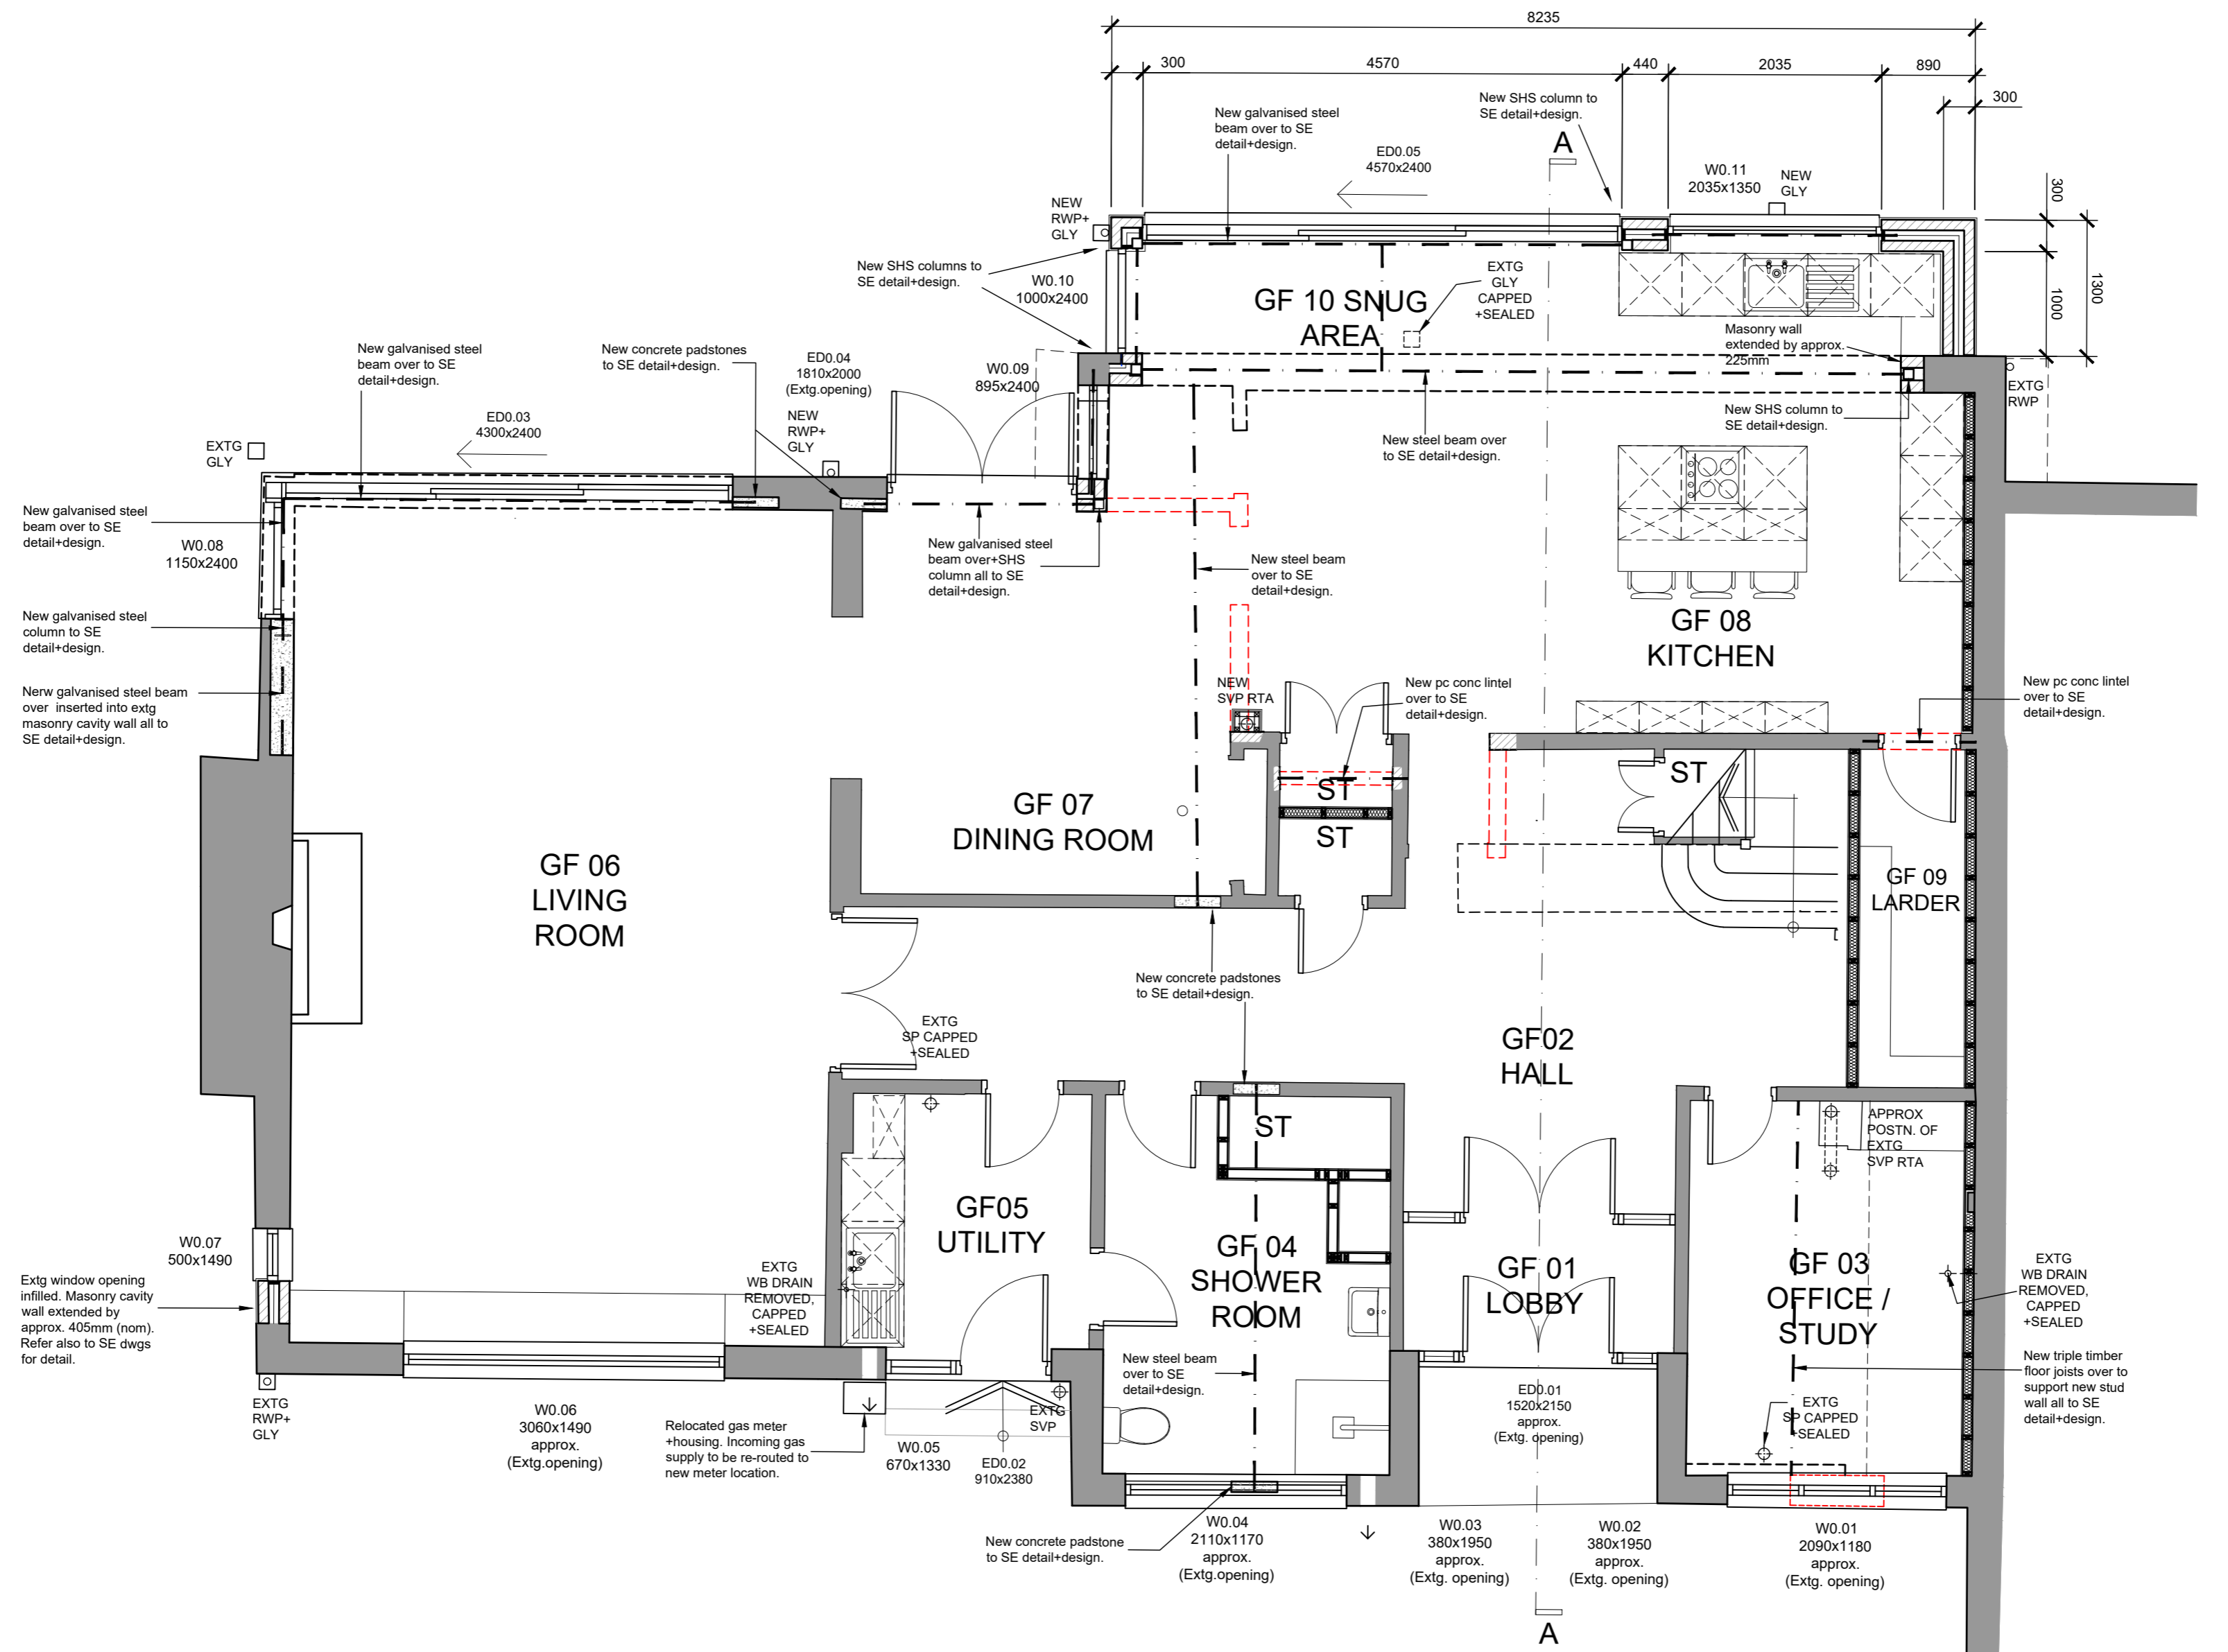 8235
300
4570
440
2035
890
300
New galvanised steel
beam over to SE
detail+design.
New SHS column to
SE detail+design.
A
ED0.05
4570x2400
W0.11
2035x1350
NEW
GLY
300
1000
1300
NEW
RWP+
GLY
New SHS columns to
SE detail+design.
W0.10
1000x2400
GF 10 SNUG
AREA
EXTG
GLY
CAPPED
+SEALED
Masonry wall
extended by approx.
225mm
New galvanised steel
beam over to SE
detail+design.
New concrete padstones
to SE detail+design.
ED0.04
1810x2000
(Extg.opening)
W0.09
895x2400
EXTG
RWP
ED0.03
4300x2400
NEW
RWP+
GLY
New SHS column to
SE detail+design.
New steel beam over
to SE detail+design.
EXTG
GLY
New galvanised steel
beam over to SE
detail+design.
W0.08
1150x2400
New galvanised steel
beam over+SHS
column all to SE
detail+design.
New steel beam
over to SE
detail+design.
New galvanised steel
column to SE
detail+design.
GF 08
KITCHEN
Nerw galvanised steel beam
over inserted into extg
masonry cavity wall all to
SE detail+design.
NEW
SVP RTA
New pc conc lintel
over to SE
detail+design.
New pc conc lintel
over to SE
detail+design.
ST
ST
ST
GF 07
DINING ROOM
GF 06
LIVING
ROOM
GF 09
LARDER
New concrete padstones
to SE detail+design.
EXTG
SP CAPPED
+SEALED
GF02
HALL
ST
APPROX
POSTN. OF
EXTG
SVP RTA
GF05
UTILITY
GF 04
SHOWER
ROOM
GF 01
LOBBY
GF 03
OFFICE /
STUDY
W0.07
500x1490
EXTG
WB DRAIN
REMOVED,
CAPPED
+SEALED
EXTG
WB DRAIN
REMOVED,
CAPPED
+SEALED
Extg window opening
infilled. Masonry cavity
wall extended by
approx. 405mm (nom).
Refer also to SE dwgs
for detail.
New steel beam
over to SE
detail+design.
New triple timber
floor joists over to
support new stud
wall all to SE
detail+design.
EXTG
RWP+
GLY
W0.06
3060x1490
approx.
(Extg.opening)
Relocated gas meter
+housing. Incoming gas
supply to be re-routed to
new meter location.
EXTG
SVP
W0.05
670x1330
ED0.02
910x2380
ED0.01
1520x2150
approx.
(Extg. opening)
EXTG
SP CAPPED
+SEALED
New concrete padstone
to SE detail+design.
W0.04
2110x1170
approx.
(Extg.opening)
W0.03
380x1950
approx.
(Extg. opening)
W0.02
380x1950
approx.
(Extg. opening)
W0.01
2090x1180
approx.
(Extg. opening)
A